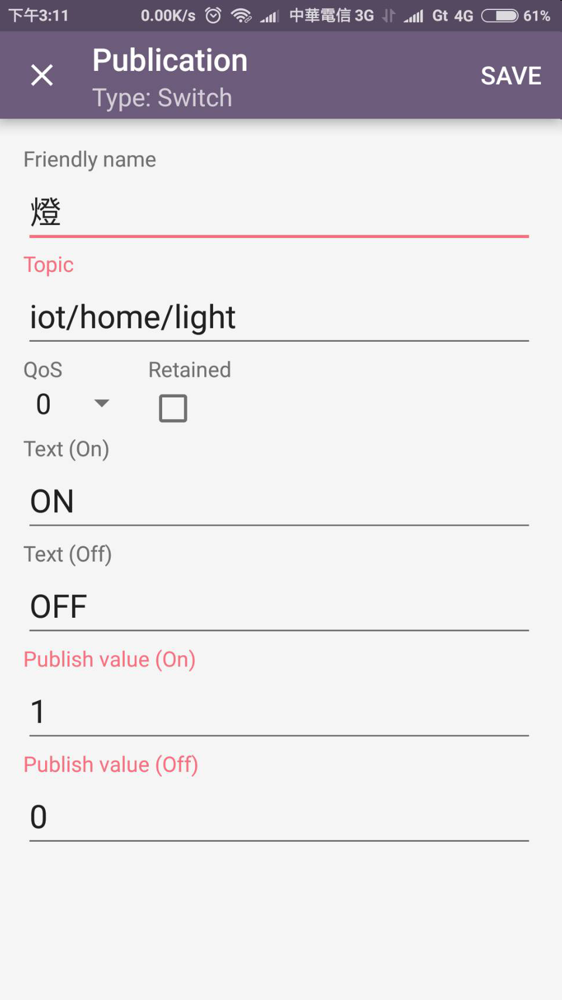 下午3:11 0.00K/s 中華電信 3G Gt 4G 61%
Publication
Type: Switch
SAVE
Friendly name
燈
Topic
iot/home/light
QoS Retained
0
Text (On)
ON
Text (Off)
OFF
Publish value (On)
1
Publish value (Off)
0